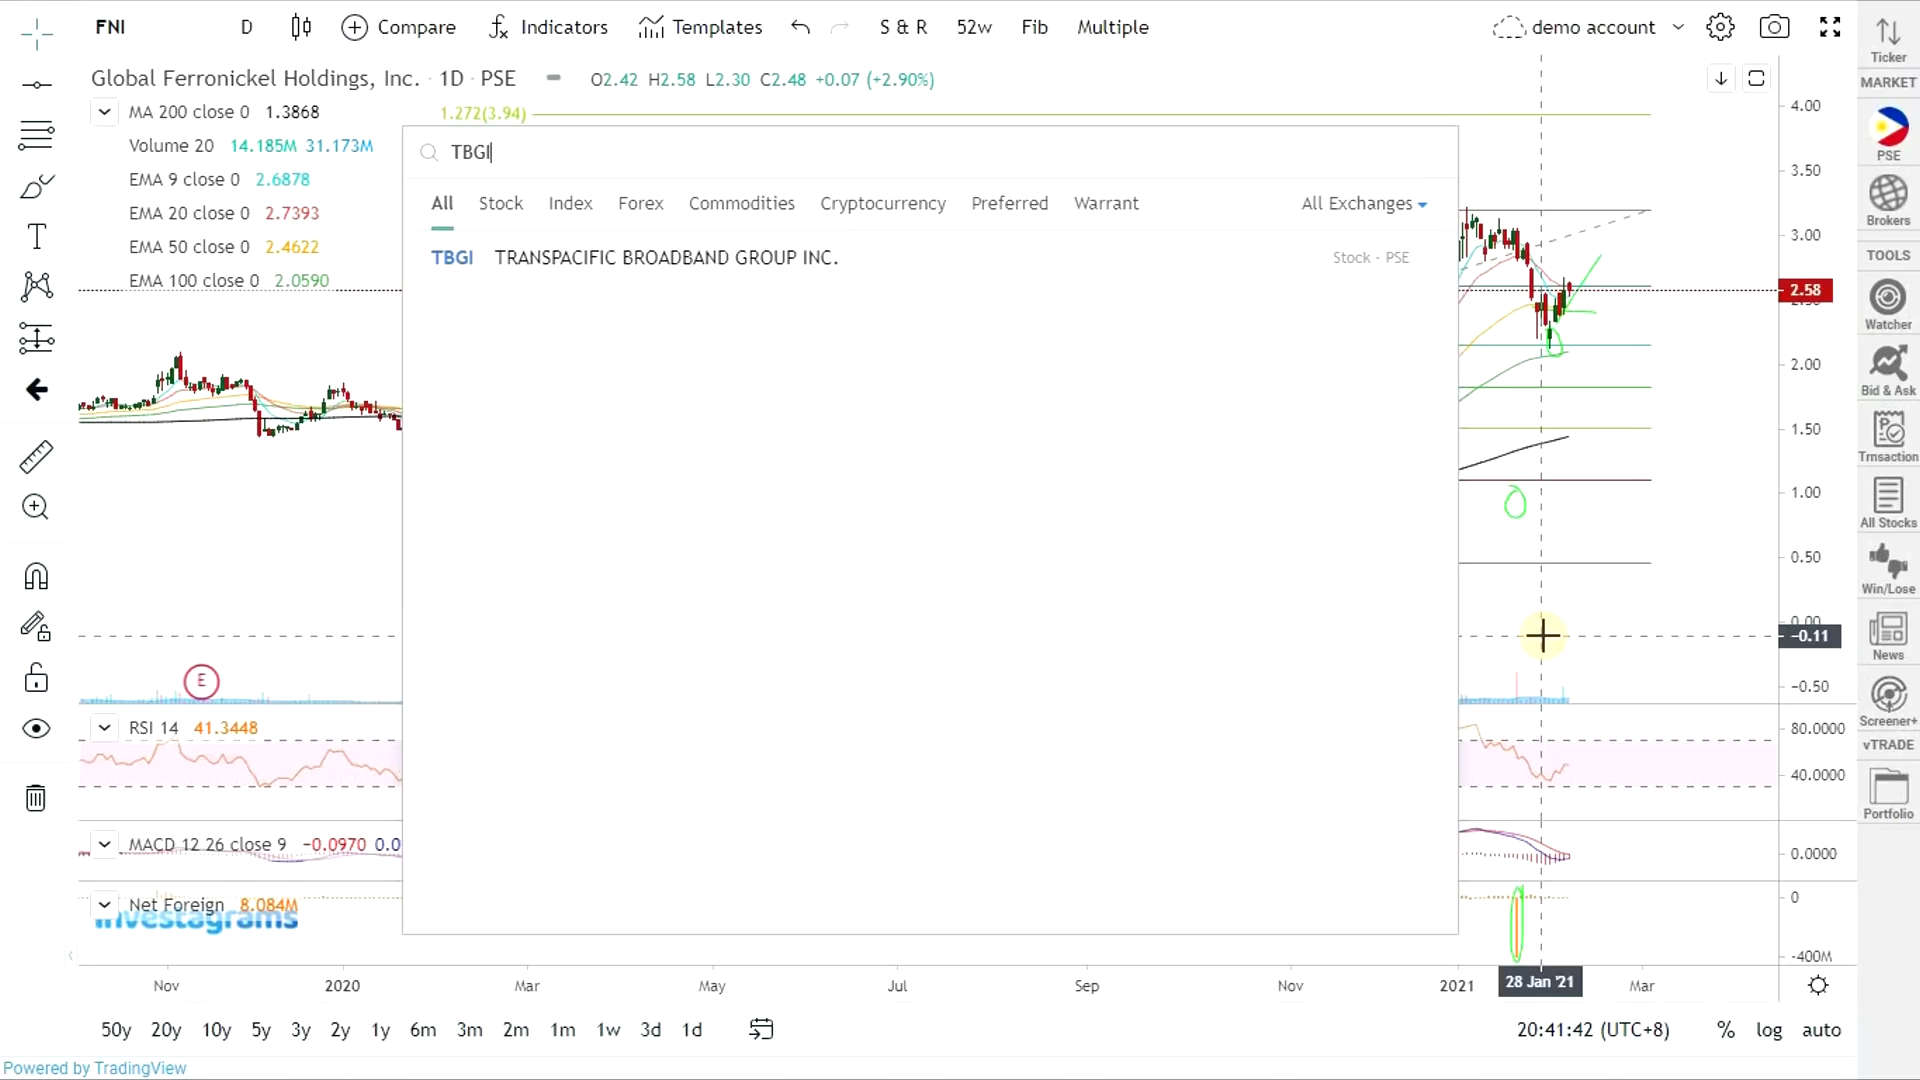 FNI D Compare Indicators Templates S & R 52w Fib Multiple demo account
Global Ferronickel Holdings, Inc. · 1D · PSE O2.42 H2.58 L2.30 C2.48 +0.07 (+2.90%)
MA 200 close 0 1.3868
1.272(3.94)
Volume 20 14.185M 31.173M
EMA 9 close 0 2.6878
EMA 20 close 0 2.7393
EMA 50 close 0 2.4622
EMA 100 close 0 2.0590
TBGI
All Stock Index Forex Commodities Cryptocurrency Preferred Warrant All Exchanges
TBGI TRANSPACIFIC BROADBAND GROUP INC. Stock - PSE
4.00
3.50
3.00
2.58
2.00
1.50
1.00
0.50
0.00
−0.11
−0.50
E
RSI 14 41.3448
80.0000
40.0000
MACD 12 26 close 9 −0.0970 0.0
0.0000
Net Foreign 8.084M
Investagrams
0
-400M
Nov 2020 Mar May Jul Sep Nov 2021 28 Jan '21 Mar
50y 20y 10y 5y 3y 2y 1y 6m 3m 2m 1m 1w 3d 1d
20:41:42 (UTC+8) % log auto
Powered by TradingView
Ticker
MARKET
PSE
Brokers
TOOLS
Watcher
Bid & Ask
Trnsaction
All Stocks
Win/Lose
News
Screener+
vTRADE
Portfolio